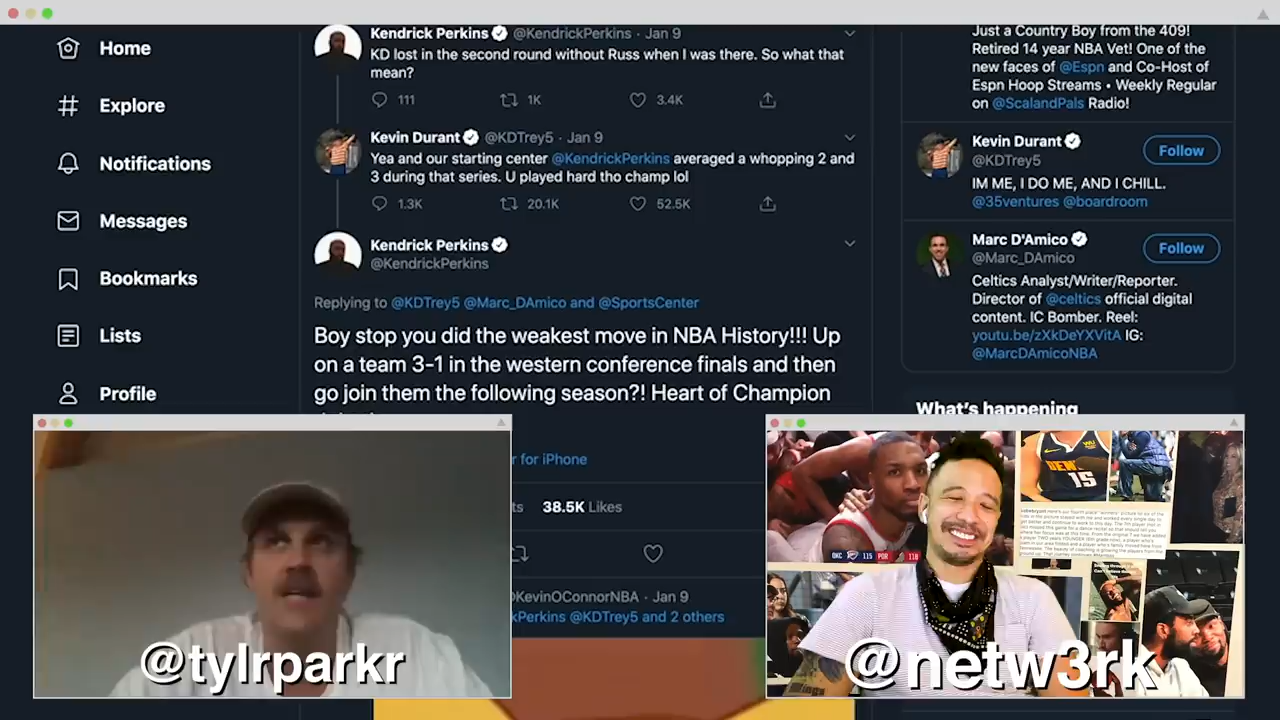 Home
Explore
Notifications
Messages
Bookmarks
Lists
Profile
Kendrick Perkins @KendrickPerkins · Jan 9
KD lost in the second round without Russ when I was there. So what that
mean?
111 1K 3.4K
Kevin Durant @KDTrey5 · Jan 9
Yea and our starting center @KendrickPerkins averaged a whopping 2 and
3 during that series. U played hard tho champ lol
1.3K 20.1K 52.5K
Kendrick Perkins
@KendrickPerkins
Replying to @KDTrey5 @Marc_DAmico and @SportsCenter
Boy stop you did the weakest move in NBA History!!! Up
on a team 3-1 in the western conference finals and then
go join them the following season?! Heart of Champion
r for iPhone
ts 38.5K Likes
KevinOConnorNBA · Jan 9
kPerkins @KDTrey5 and 2 others
Just a Country Boy from the 409!
Retired 14 year NBA Vet! One of the
new faces of @Espn and Co-Host of
Espn Hoop Streams • Weekly Regular
on @ScalandPals Radio!
Kevin Durant
@KDTrey5
Follow
IM ME, I DO ME, AND I CHILL.
@35ventures @boardroom
Marc D'Amico
@Marc_DAmico
Follow
Celtics Analyst/Writer/Reporter.
Director of @celtics official digital
content. IC Bomber. Reel:
youtu.be/zXkDeYXVitA IG:
@MarcDAmicoNBA
What's happening
@tylrparkr
OKC 115 POR 118
15
@netw3rk